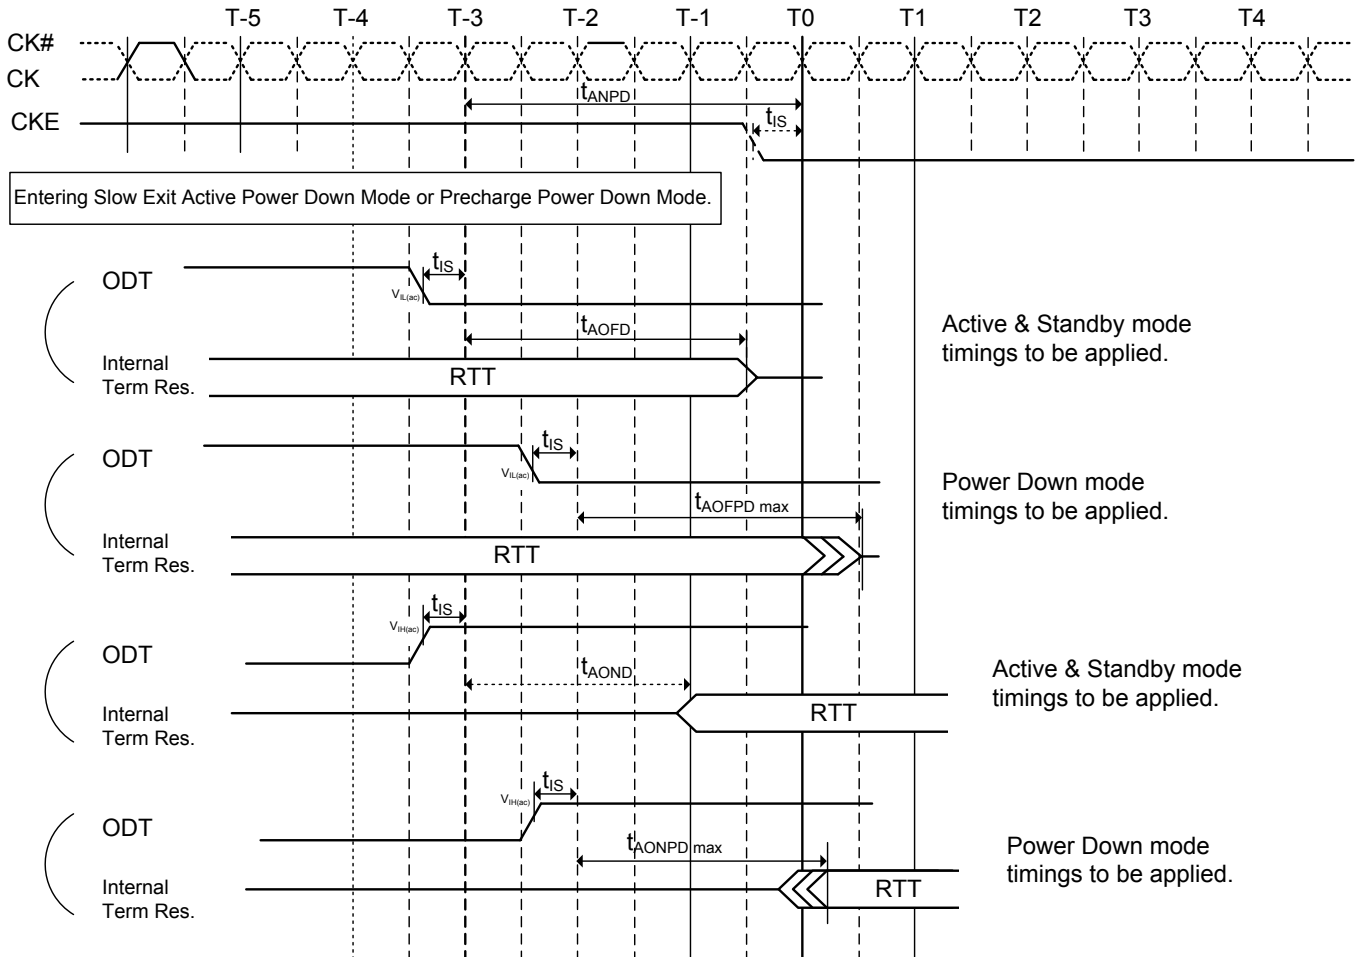 T-5 T-4 T-3 T-2 T-1 T0 T1 T2 T3 T4
CK#
CK
tANPD
CKE
tIS
Entering Slow Exit Active Power Down Mode or Precharge Power Down Mode.
ODT
tIS
VIL(ac)
tAOFD
Internal
Term Res.
RTT
Active & Standby mode
timings to be applied.
ODT
tIS
VIL(ac)
tAOFPD max
Internal
Term Res.
RTT
Power Down mode
timings to be applied.
tIS
VIH(ac)
ODT
tAOND
Internal
Term Res.
RTT
Active & Standby mode
timings to be applied.
tIS
VIH(ac)
ODT
tAONPD max
Internal
Term Res.
RTT
Power Down mode
timings to be applied.